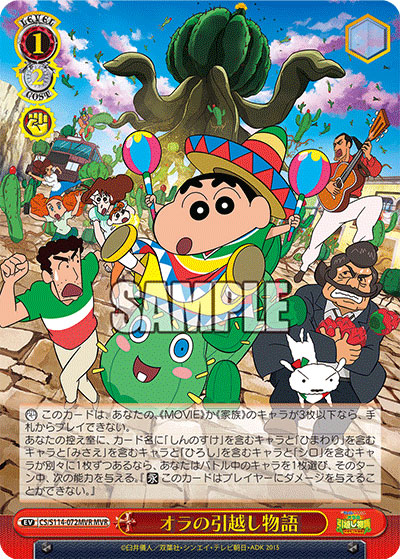 LEVEL
1
2
COST
SAMPLE
このカードは、あなたの、《MOVIE》か《家族》のキャラが3枚以下なら、手
札からプレイできない。
あなたの控え室に、カード名に「しんのすけ」を含むキャラと「ひまわり」を含む
キャラと「みさえ」を含むキャラと「ひろし」を含むキャラと「シロ」を含むキャ
ラが別々に1枚ずつあるなら、あなたはバトル中のキャラを1枚選び、そのター
ン中、次の能力を与える。『【永】 このカードはプレイヤーにダメージを与えること
ができない。』
EV CS/S114-072MVR MVR オラの引越し物語
引越し物語
©臼井儀人/双葉社・シンエイ・テレビ朝日・ADK 2015